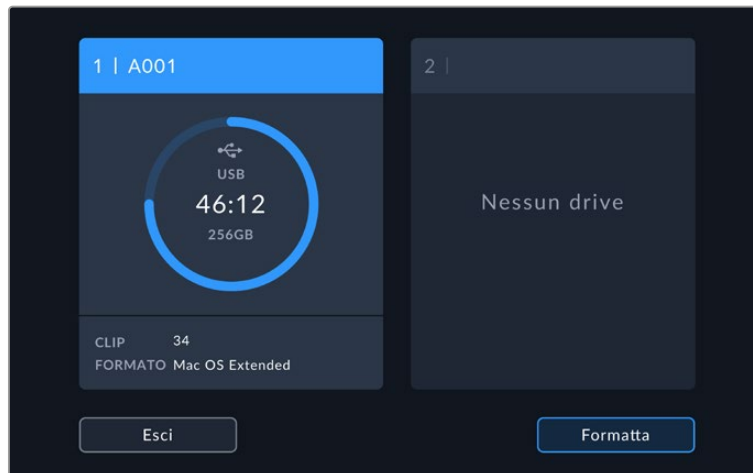 1 | A001
USB
46:12
256GB
CLIP 34
FORMATO Mac OS Extended
2 |
Nessun drive
Esci
Formatta